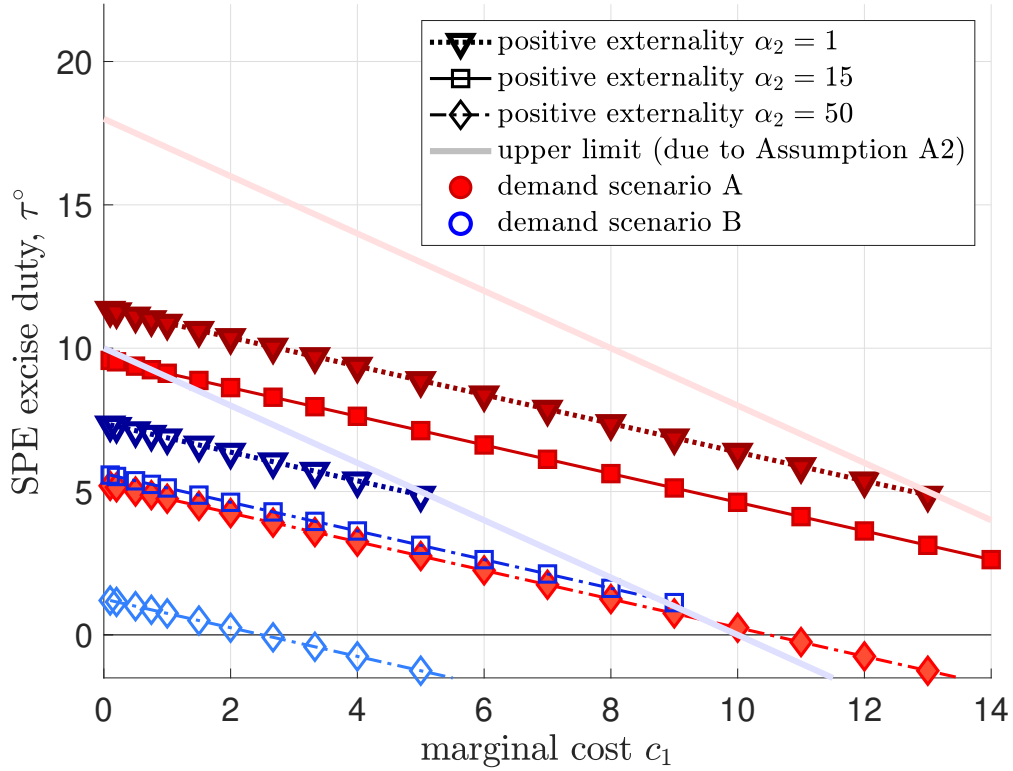 positive externality α₂ = 1
positive externality α₂ = 15
positive externality α₂ = 50
upper limit (due to Assumption A2)
demand scenario A
demand scenario B
SPE excise duty, τ°
20
15
10
5
0
0 2 4 6 8 10 12 14
marginal cost c₁